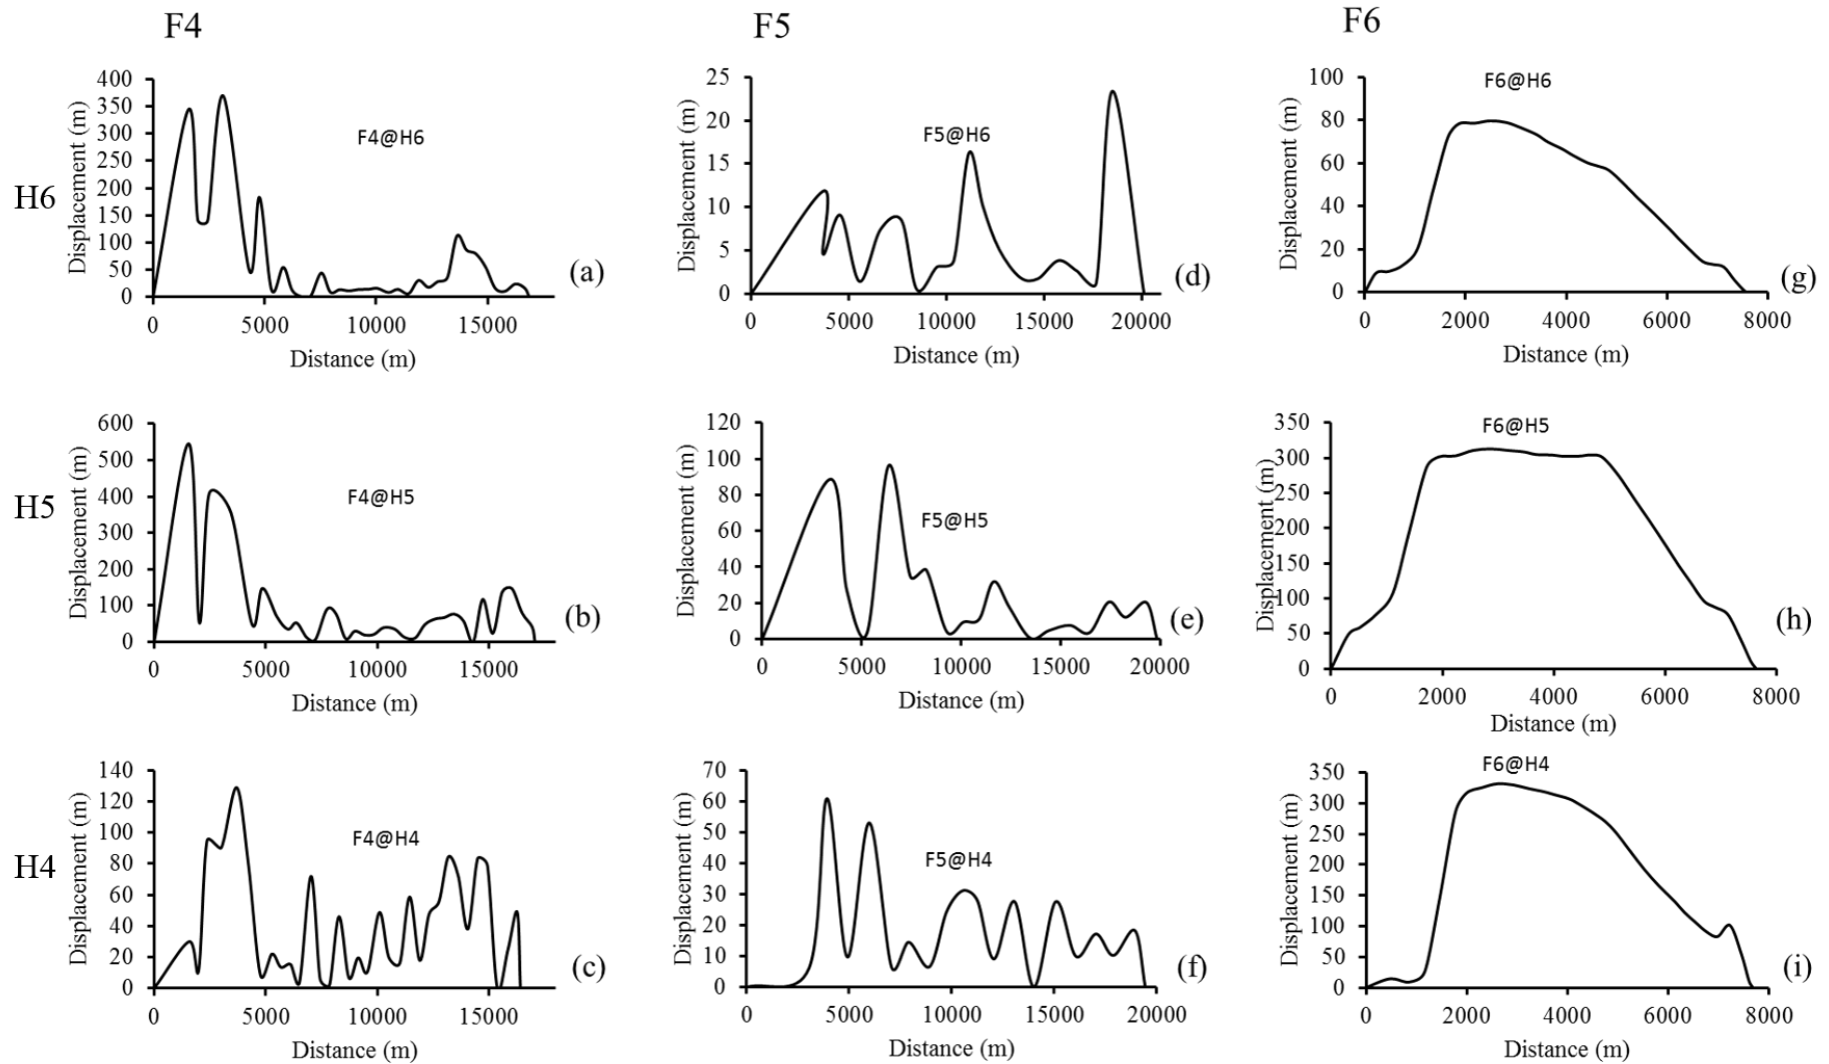 F4
F5
F6
H6
400
350
300
250
200
150
100
50
0
Displacement (m)
F4@H6
(a)
0 5000 10000 15000
Distance (m)
25
20
15
10
5
0
Displacement (m)
F5@H6
(d)
0 5000 10000 15000 20000
Distance (m)
100
80
60
40
20
0
Displacement (m)
F6@H6
(g)
0 2000 4000 6000 8000
Distance (m)
H5
600
500
400
300
200
100
0
Displacement (m)
F4@H5
(b)
0 5000 10000 15000
Distance (m)
120
100
80
60
40
20
0
Displacement (m)
F5@H5
(e)
0 5000 10000 15000 20000
Distance (m)
350
300
250
200
150
100
50
0
Displacement (m)
F6@H5
(h)
0 2000 4000 6000 8000
Distance (m)
H4
140
120
100
80
60
40
20
0
Displacement (m)
F4@H4
(c)
0 5000 10000 15000
Distance (m)
70
60
50
40
30
20
10
0
Displacement (m)
F5@H4
(f)
0 5000 10000 15000 20000
Distance (m)
350
300
250
200
150
100
50
0
Displacement (m)
F6@H4
(i)
0 2000 4000 6000 8000
Distance (m)